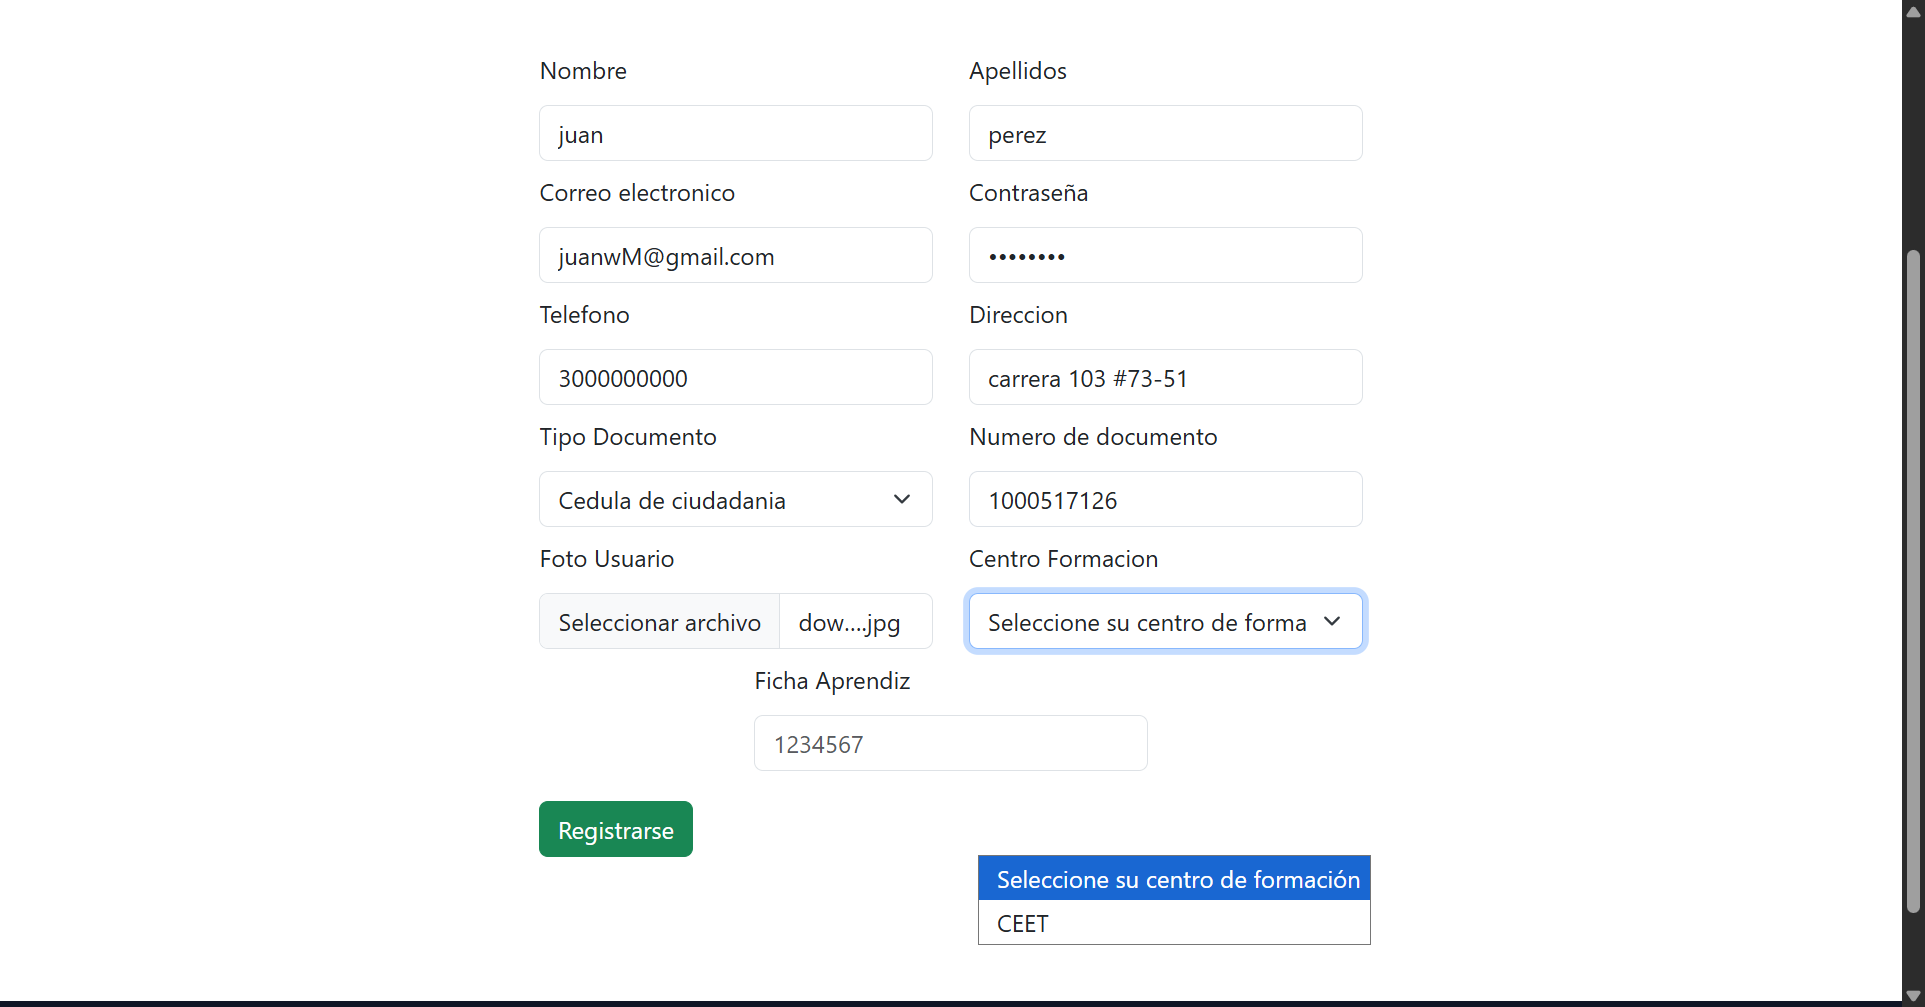 Nombre
Apellidos
juan
perez
Correo electronico
Contraseña
juanwM@gmail.com
••••••••
Telefono
Direccion
3000000000
carrera 103 #73-51
Tipo Documento
Numero de documento
Cedula de ciudadania
1000517126
Foto Usuario
Centro Formacion
Seleccionar archivo
dow....jpg
Seleccione su centro de forma
Ficha Aprendiz
1234567
Registrarse
Seleccione su centro de formación
CEET